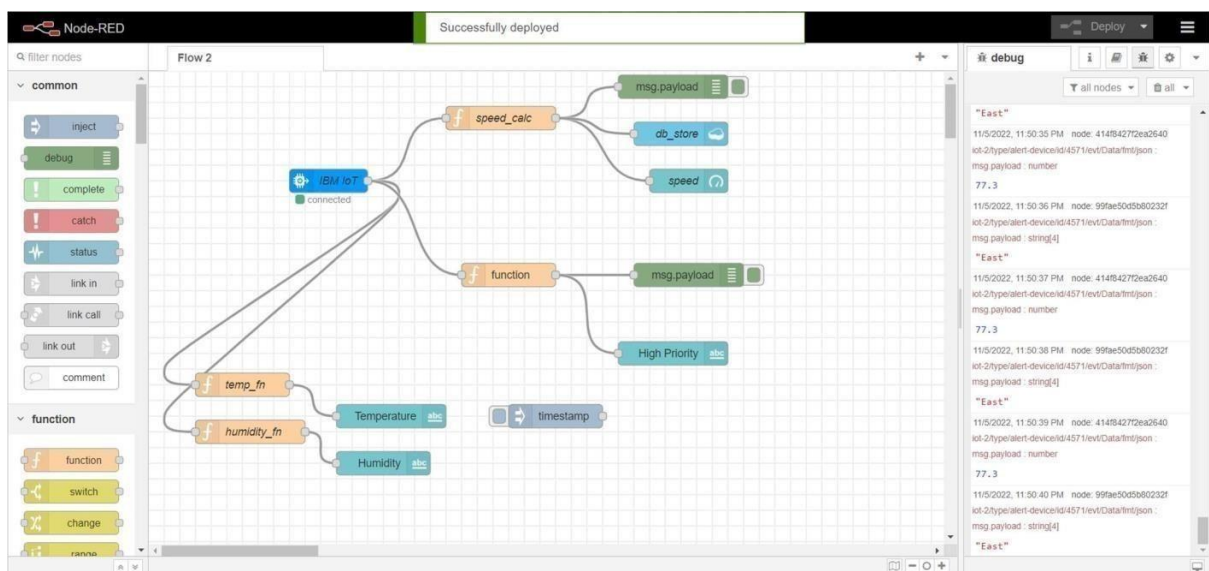 Node-RED
Successfully deployed
Deploy
filter nodes
Flow 2
debug
i
all nodes
all
common
inject
debug
complete
catch
status
link in
link call
link out
comment
function
function
switch
change
range
speed_calc
msg.payload
db_store
speed
IBM IoT
connected
function
msg.payload
High Priority
abc
temp_fn
Temperature abc
timestamp
humidity_fn
Humidity abc
"East"
11/5/2022, 11:50:35 PM node: 414f8427f2ea2640
iot-2/type/alert-device/id/4571/evt/Data/fmt/json :
msg.payload : number
77.3
11/5/2022, 11:50:36 PM node: 99fae50d5b80232f
iot-2/type/alert-device/id/4571/evt/Data/fmt/json :
msg.payload : string[4]
"East"
11/5/2022, 11:50:37 PM node: 414f8427f2ea2640
iot-2/type/alert-device/id/4571/evt/Data/fmt/json :
msg.payload : number
77.3
11/5/2022, 11:50:38 PM node: 99fae50d5b80232f
iot-2/type/alert-device/id/4571/evt/Data/fmt/json :
msg.payload : string[4]
"East"
11/5/2022, 11:50:39 PM node: 414f8427f2ea2640
iot-2/type/alert-device/id/4571/evt/Data/fmt/json :
msg.payload : number
77.3
11/5/2022, 11:50:40 PM node: 99fae50d5b80232f
iot-2/type/alert-device/id/4571/evt/Data/fmt/json :
msg.payload : string[4]
"East"